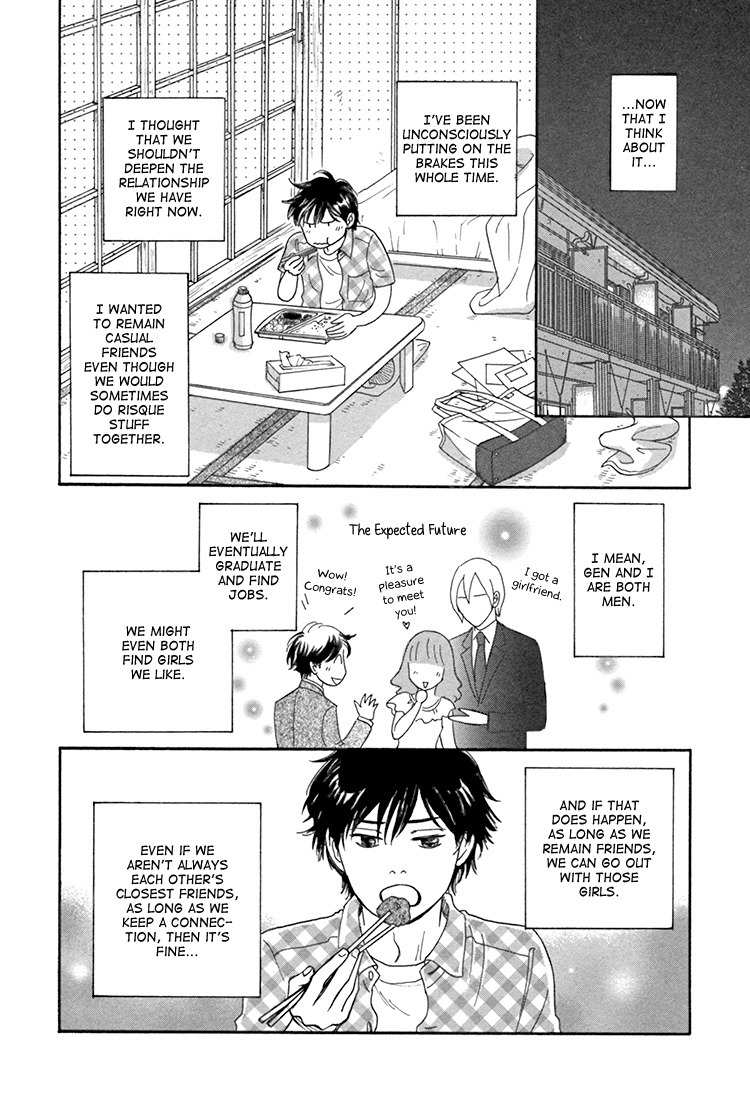 ...NOW
THAT I
THINK
ABOUT
IT...
I'VE BEEN
UNCONSCIOUSLY
PUTTING ON THE
BRAKES THIS
WHOLE TIME.
I THOUGHT
THAT WE
SHOULDN'T
DEEPEN THE
RELATIONSHIP
WE HAVE
RIGHT NOW.
I WANTED
TO REMAIN
CASUAL
FRIENDS
EVEN THOUGH
WE WOULD
SOMETIMES
DO RISQUE
STUFF
TOGETHER.
I MEAN,
GEN AND I
ARE BOTH
MEN.
The Expected Future
I got a
girlfriend.
It's a
pleasure
to meet
you!
Wow!
Congrats!
WE'LL
EVENTUALLY
GRADUATE
AND FIND
JOBS.
WE MIGHT
EVEN BOTH
FIND GIRLS
WE LIKE.
AND IF THAT
DOES HAPPEN,
AS LONG AS WE
REMAIN FRIENDS,
WE CAN GO OUT
WITH THOSE
GIRLS.
EVEN IF WE
AREN'T ALWAYS
EACH OTHER'S
CLOSEST FRIENDS,
AS LONG AS WE
KEEP A CONNEC-
TION, THEN IT'S
FINE...